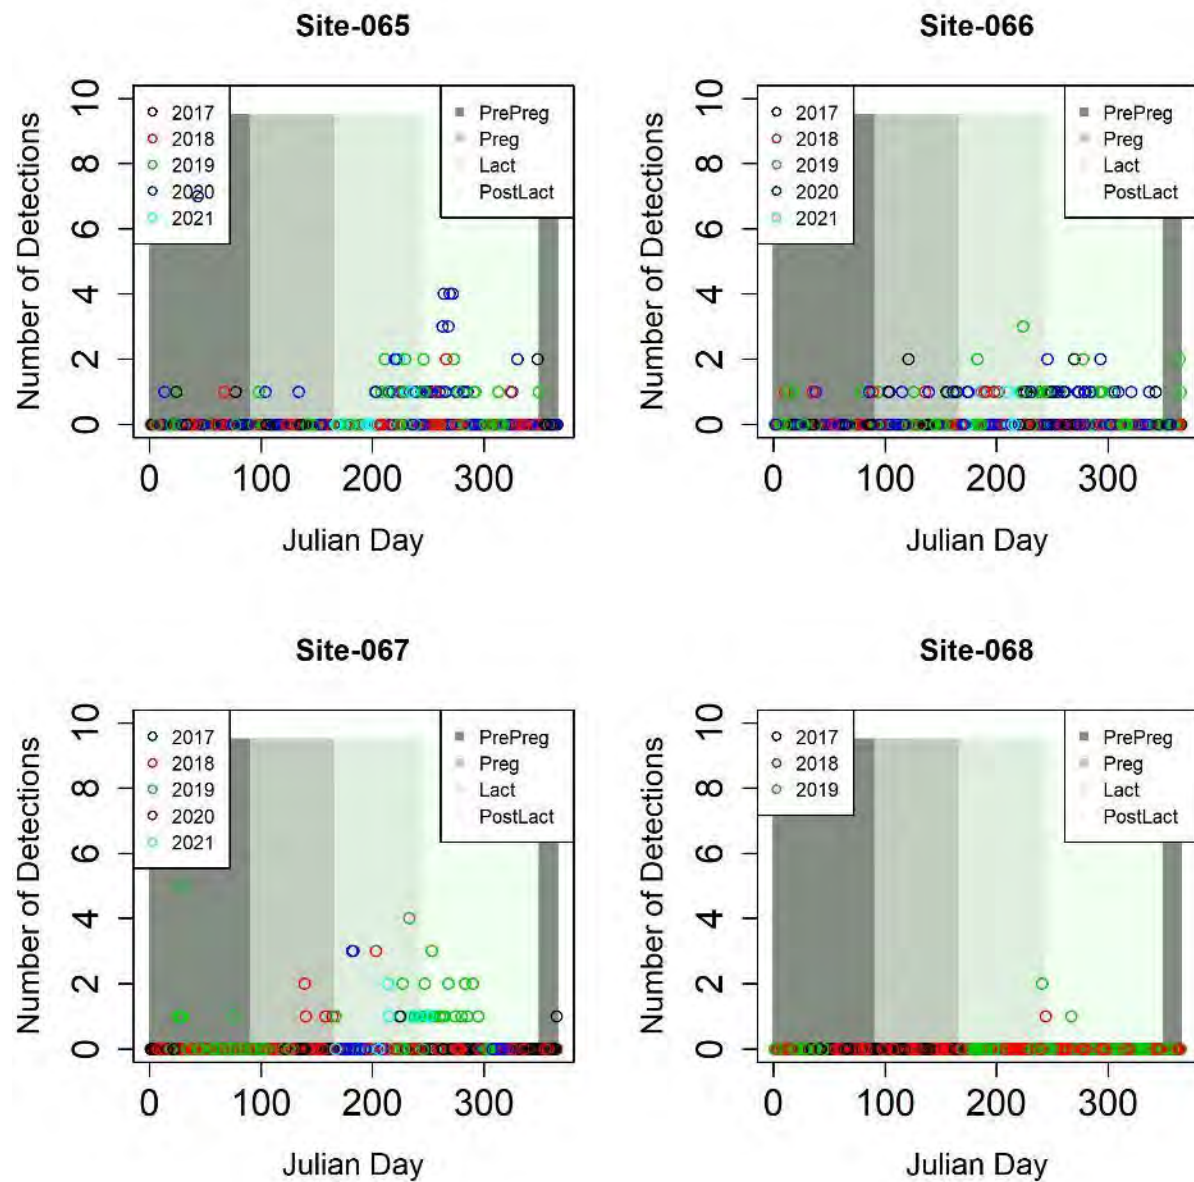 Site-065
Number of Detections
10
8
6
4
2
0
0 100 200 300
Julian Day
2017
2018
2019
2020
2021
PrePreg
Preg
Lact
PostLact
Site-066
Number of Detections
10
8
6
4
2
0
0 100 200 300
Julian Day
2017
2018
2019
2020
2021
PrePreg
Preg
Lact
PostLact
Site-067
Number of Detections
10
8
6
4
2
0
0 100 200 300
Julian Day
2017
2018
2019
2020
2021
PrePreg
Preg
Lact
PostLact
Site-068
Number of Detections
10
8
6
4
2
0
0 100 200 300
Julian Day
2017
2018
2019
PrePreg
Preg
Lact
PostLact